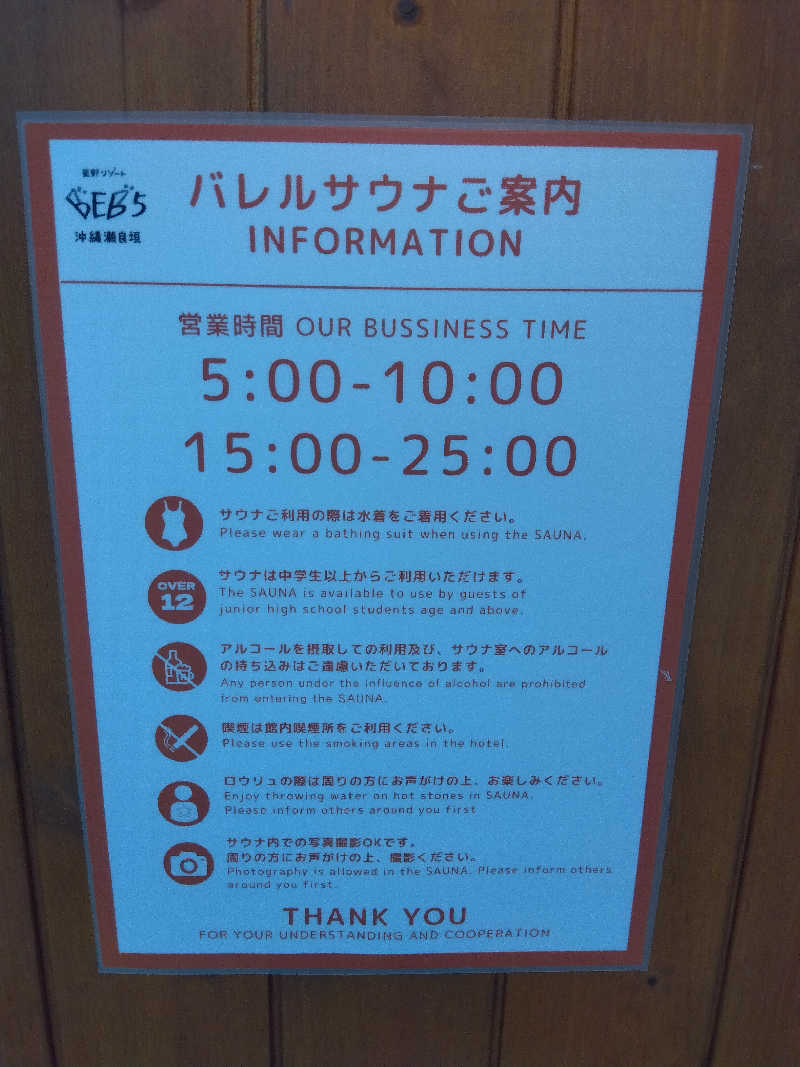 星野リゾート
BEB5
沖縄瀬良垣
バレルサウナご案内
INFORMATION
営業時間 OUR BUSSINESS TIME
5:00-10:00
15:00-25:00
サウナご利用の際は水着をご着用ください。
Please wear a bathing suit when using the SAUNA.
OVER
12
サウナは中学生以上からご利用いただけます。
The SAUNA is available to use by guests of
junior high school students age and above.
アルコールを摂取しての利用及び、サウナ室へのアルコール
の持ち込みはご遠慮いただいております。
Any person under the influence of alcohol are prohibited
from entering the SAUNA.
喫煙は館内喫煙所をご利用ください。
Please use the smoking areas in the hotel.
ロウリュの際は周りの方にお声がけの上、お楽しみください。
Enjoy throwing water on hot stones in SAUNA.
Please inform others around you first
サウナ内での写真撮影OKです。
周りの方にお声がけの上、撮影ください。
Photography is allowed in the SAUNA. Please inform others
around you first.
THANK YOU
FOR YOUR UNDERSTANDING AND COOPERATION